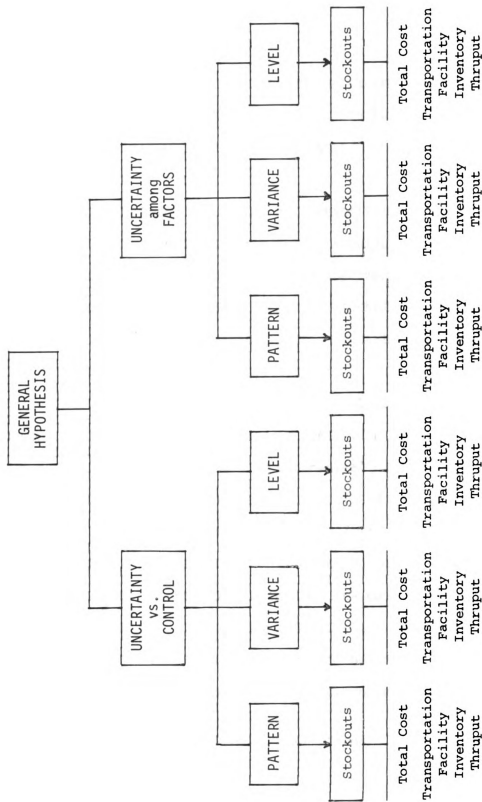 GENERAL
HYPOTHESIS
UNCERTAINTY
vs.
CONTROL
UNCERTAINTY
among
FACTORS
PATTERN
VARIANCE
LEVEL
PATTERN
VARIANCE
LEVEL
Stockouts
Stockouts
Stockouts
Stockouts
Stockouts
Stockouts
Total Cost
Transportation
Facility
Inventory
Thruput
Total Cost
Transportation
Facility
Inventory
Thruput
Total Cost
Transportation
Facility
Inventory
Thruput
Total Cost
Transportation
Facility
Inventory
Thruput
Total Cost
Transportation
Facility
Inventory
Thruput
Total Cost
Transportation
Facility
Inventory
Thruput